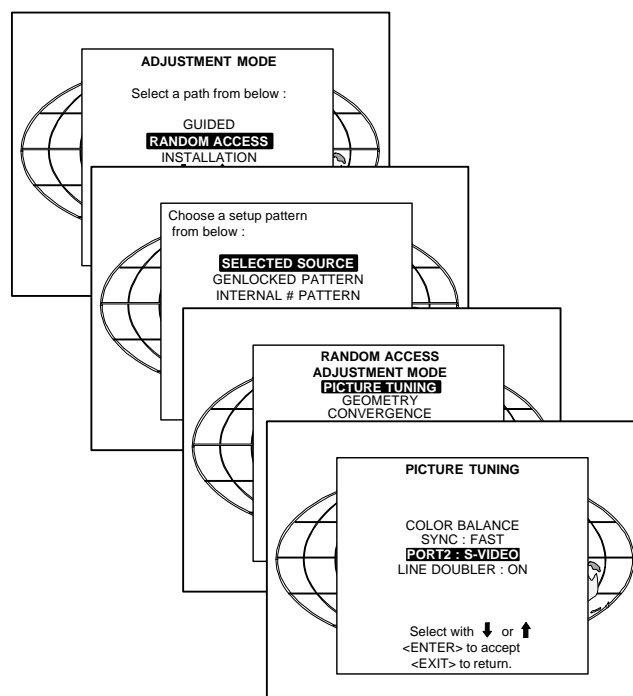 ADJUSTMENT MODE
Select a path from below :
GUIDED
RANDOM ACCESS
INSTALLATION
Choose a setup pattern
from below :
SELECTED SOURCE
GENLOCKED PATTERN
INTERNAL # PATTERN
RANDOM ACCESS
ADJUSTMENT MODE
PICTURE TUNING
GEOMETRY
CONVERGENCE
PICTURE TUNING
COLOR BALANCE
SYNC : FAST
PORT2 : S-VIDEO
LINE DOUBLER : ON
Select with ⬇ or ⬆
<ENTER> to accept
<EXIT> to return.